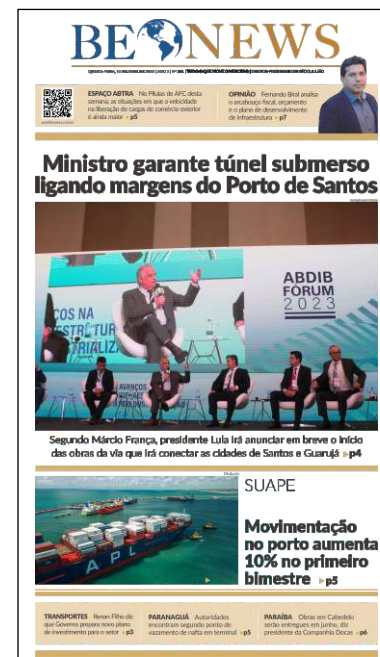 BE NEWS
ESPAÇO ABTRA No Pílulas de AFC desta
semana, as situações em que a velocidade
na liberação de cargas de comércio exterior
é ainda maior • p5
OPINIÃO Fernando Biral analisa
o arcabouço fiscal, orçamento
e o plano de desenvolvimento
de infraestrutura • p7
Ministro garante túnel submerso
ligando margens do Porto de Santos
ABDIB
FÓRUM
2023
COS NA
ESTRUTUR
STRIALIZ
AVANÇOS
Segundo Márcio França, presidente Lula irá anunciar em breve o início
das obras da via que irá conectar as cidades de Santos e Guarujá ▸p4
APL
SUAPE
Movimentação
no porto aumenta
10% no primeiro
bimestre ▸p5
TRANSPORTES Renan Filho diz
que Governo prepara novo plano
de investimento para o setor • p3
PARANAGUÁ Autoridades
encontram segundo ponto de
vazamento de nafta em terminal • p5
PARAÍBA Obras em Cabedelo
serão entregues em junho, diz
presidente da Companhia Docas • p6